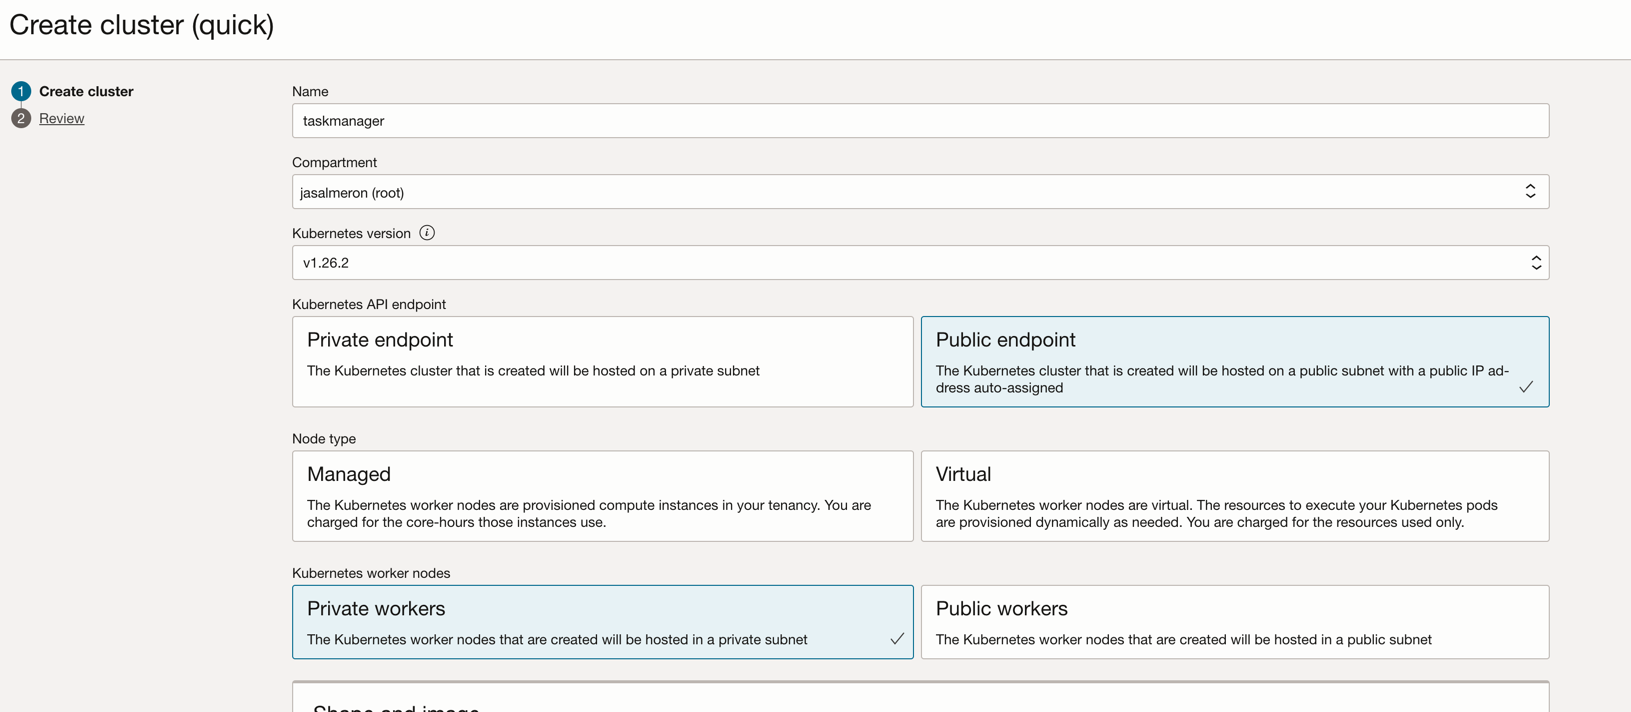 Create cluster (quick)
1 Create cluster
2 Review
Name
taskmanager
Compartment
jasalmeron (root)
Kubernetes version i
v1.26.2
Kubernetes API endpoint
Private endpoint
The Kubernetes cluster that is created will be hosted on a private subnet
Public endpoint
The Kubernetes cluster that is created will be hosted on a public subnet with a public IP ad-
dress auto-assigned
Node type
Managed
The Kubernetes worker nodes are provisioned compute instances in your tenancy. You are
charged for the core-hours those instances use.
Virtual
The Kubernetes worker nodes are virtual. The resources to execute your Kubernetes pods
are provisioned dynamically as needed. You are charged for the resources used only.
Kubernetes worker nodes
Private workers
The Kubernetes worker nodes that are created will be hosted in a private subnet
Public workers
The Kubernetes worker nodes that are created will be hosted in a public subnet
Shape and image